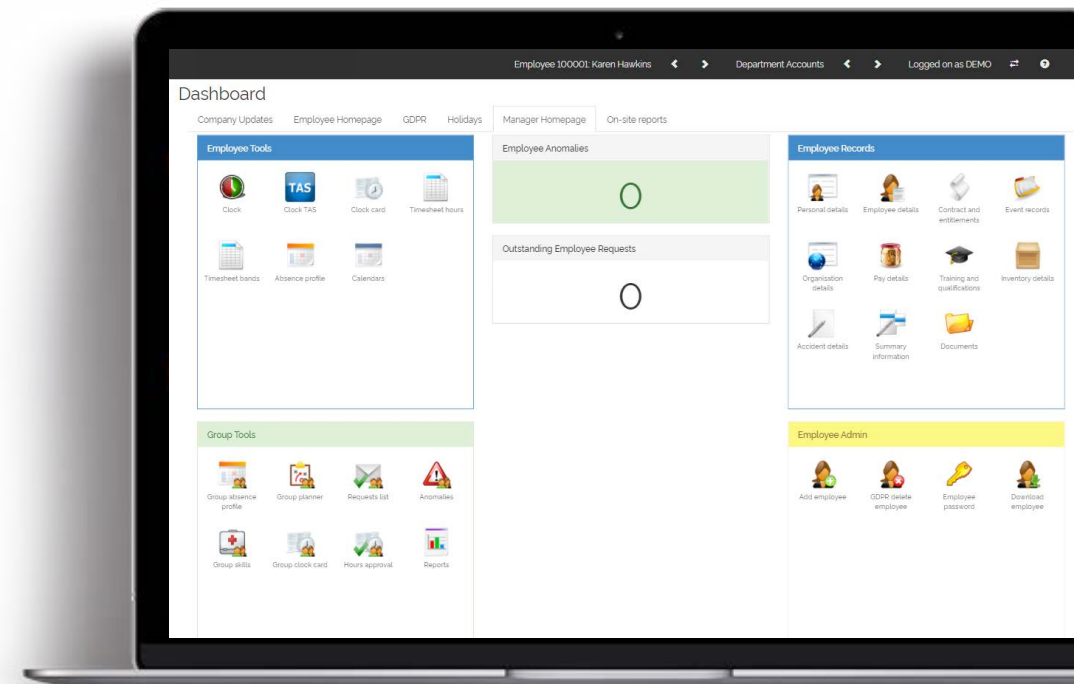 Employee 100001: Karen Hawkins
Department Accounts
Logged on as DEMO
Dashboard
Company Updates
Employee Homepage
GDPR
Holidays
Manager Homepage
On-site reports
Employee Tools
Clock
TAS
Clock TAS
Clock card
Timesheet hours
Timesheet bands
Absence profile
Calendars
Employee Anomalies
0
Outstanding Employee Requests
0
Employee Records
Personal details
Employee details
Contract and
entitlements
Event records
Organisation
details
Pay details
Training and
qualifications
Inventory details
Accident details
Summary
information
Documents
Group Tools
Group absence
profile
Group planner
Requests list
Anomalies
Group skills
Group clock card
Hours approval
Reports
Employee Admin
Add employee
GDPR delete
employee
Employee
password
Download
employee